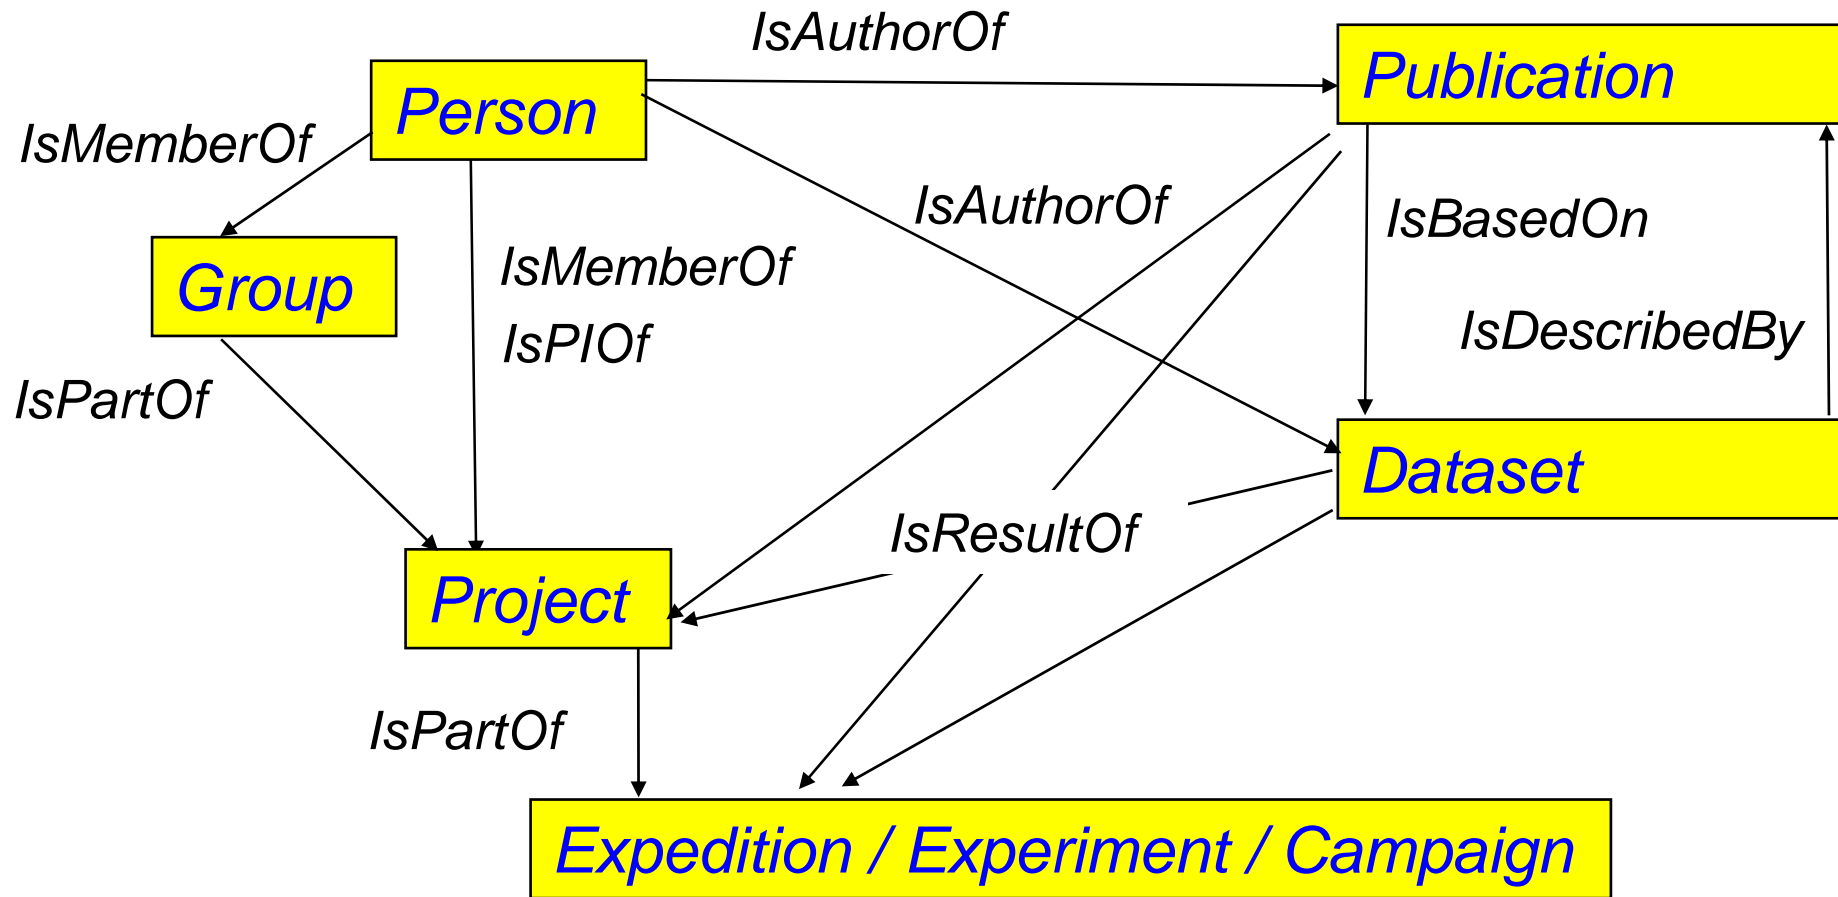 IsAuthorOf
Publication
Person
IsMemberOf
IsAuthorOf
IsBasedOn
IsMemberOf
Group
IsPIOf
IsDescribedBy
IsPartOf
Dataset
IsResultOf
Project
IsPartOf
Expedition / Experiment / Campaign